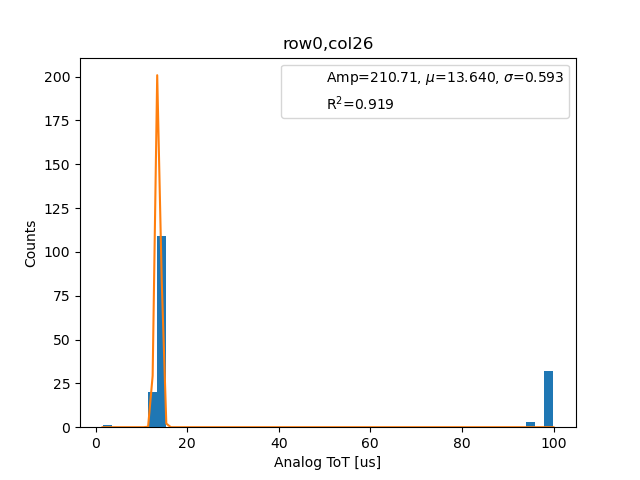 row0,col26
Amp=210.71, μ=13.640, σ=0.593
R²=0.919
200
175
150
125
100
75
50
25
0
Counts
0 20 40 60 80 100
Analog ToT [us]